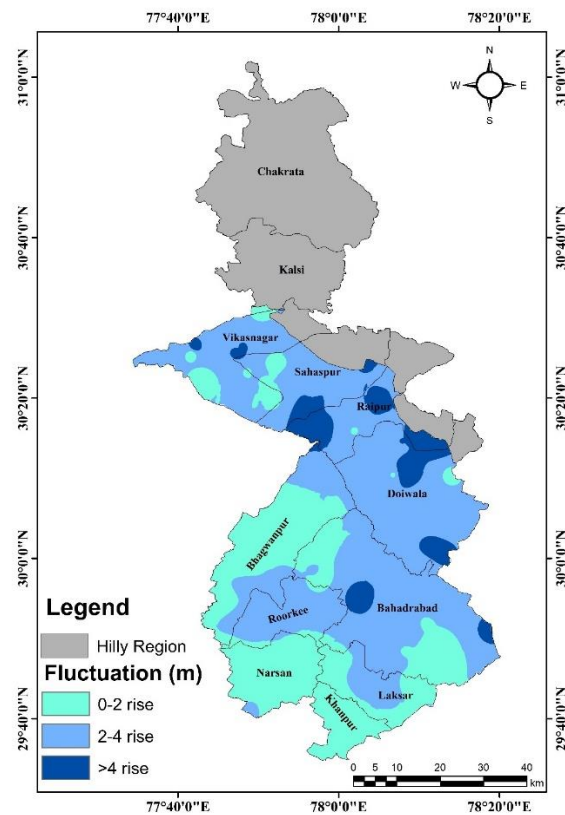 77°40'0"E 78°0'0"E 78°20'0"E
N
W E
S
31°0'0"N
31°0'0"N
Chakrata
30°40'0"N
30°40'0"N
Kalsi
Vikasnagar
Sahaspur
30°20'0"N
30°20'0"N
Raipur
Doiwala
Bhagwanpur
30°0'0"N
30°0'0"N
Roorkee
Bahadrabad
Legend
Hilly Region
Fluctuation (m)
0-2 rise
2-4 rise
>4 rise
Narsan
Laksar
Khanpur
29°40'0"N
29°40'0"N
0 5 10 20 30 40
km
77°40'0"E 78°0'0"E 78°20'0"E